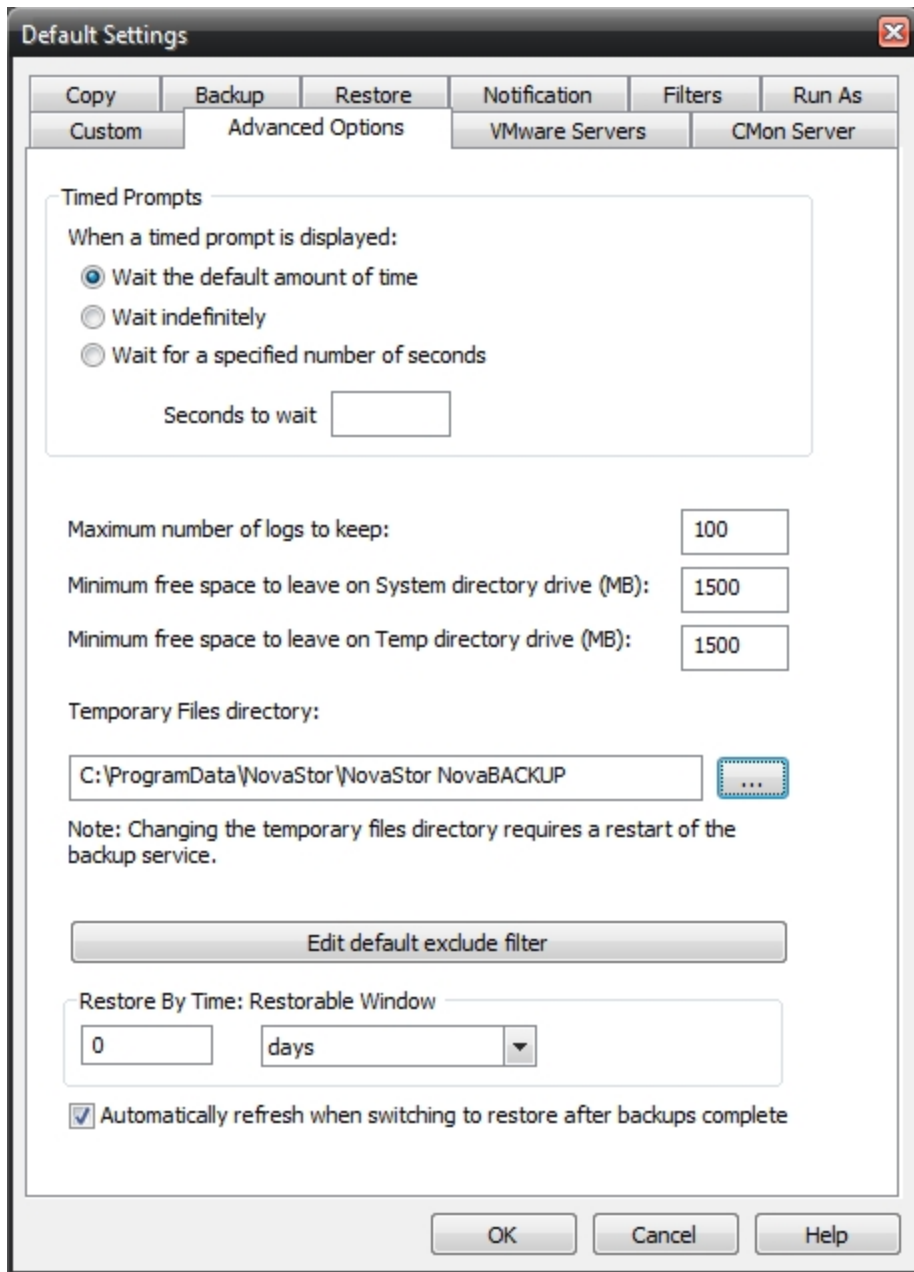 Default Settings
Copy Backup Restore Notification Filters Run As
Custom Advanced Options VMware Servers CMon Server
Timed Prompts
When a timed prompt is displayed:
Wait the default amount of time
Wait indefinitely
Wait for a specified number of seconds
Seconds to wait
Maximum number of logs to keep: 100
Minimum free space to leave on System directory drive (MB): 1500
Minimum free space to leave on Temp directory drive (MB): 1500
Temporary Files directory:
C:\ProgramData\NovaStor\NovaStor NovaBACKUP ...
Note: Changing the temporary files directory requires a restart of the
backup service.
Edit default exclude filter
Restore By Time: Restorable Window
0 days
Automatically refresh when switching to restore after backups complete
OK Cancel Help